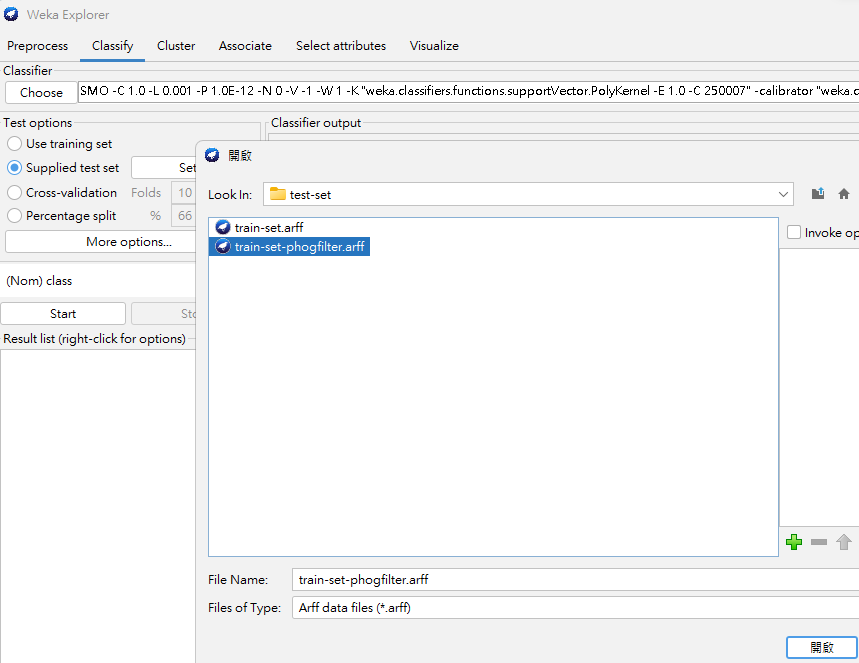 Weka Explorer
Preprocess Classify Cluster Associate Select attributes Visualize
Classifier
Choose SMO -C 1.0 -L 0.001 -P 1.0E-12 -N 0 -V -1 -W 1 -K "weka.classifiers.functions.supportVector.PolyKernel -E 1.0 -C 250007" -calibrator "weka.c
Test options Classifier output
Use training set
開啟
Supplied test set Set
Cross-validation Folds 10
Look In: test-set
Percentage split % 66
train-set.arff
Invoke op
More options...
train-set-phogfilter.arff
(Nom) class
Start Sto
Result list (right-click for options)
File Name: train-set-phogfilter.arff
Files of Type: Arff data files (*.arff)
開啟